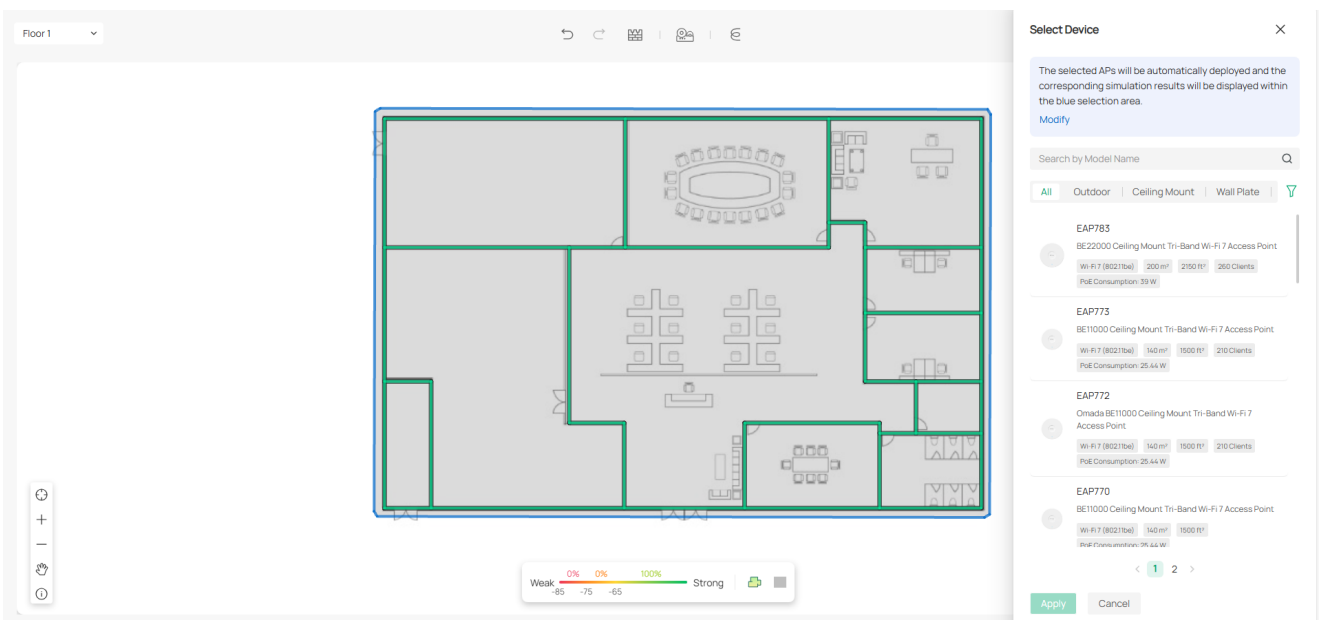 Floor 1
Select Device
The selected APs will be automatically deployed and the
corresponding simulation results will be displayed within
the blue selection area.
Modify
Search by Model Name
All
Outdoor
Ceiling Mount
Wall Plate
EAP783
BE22000 Ceiling Mount Tri-Band Wi-Fi 7 Access Point
Wi-Fi 7 (802.11be) 200 m² 2150 ft² 260 Clients
PoE Consumption: 39 W
EAP773
BE11000 Ceiling Mount Tri-Band Wi-Fi 7 Access Point
Wi-Fi 7 (802.11be) 140 m² 1500 ft² 210 Clients
PoE Consumption: 25.44 W
EAP772
Omada BE11000 Ceiling Mount Tri-Band Wi-Fi 7
Access Point
Wi-Fi 7 (802.11be) 140 m² 1500 ft² 210 Clients
PoE Consumption: 25.44 W
EAP770
BE11000 Ceiling Mount Tri-Band Wi-Fi 7 Access Point
Wi-Fi 7 (802.11be) 140 m² 1500 ft²
PoE Consumption: 25.44 W
< 1 2 >
Apply
Cancel
0% 0% 100%
Weak
Strong
-85 -75 -65